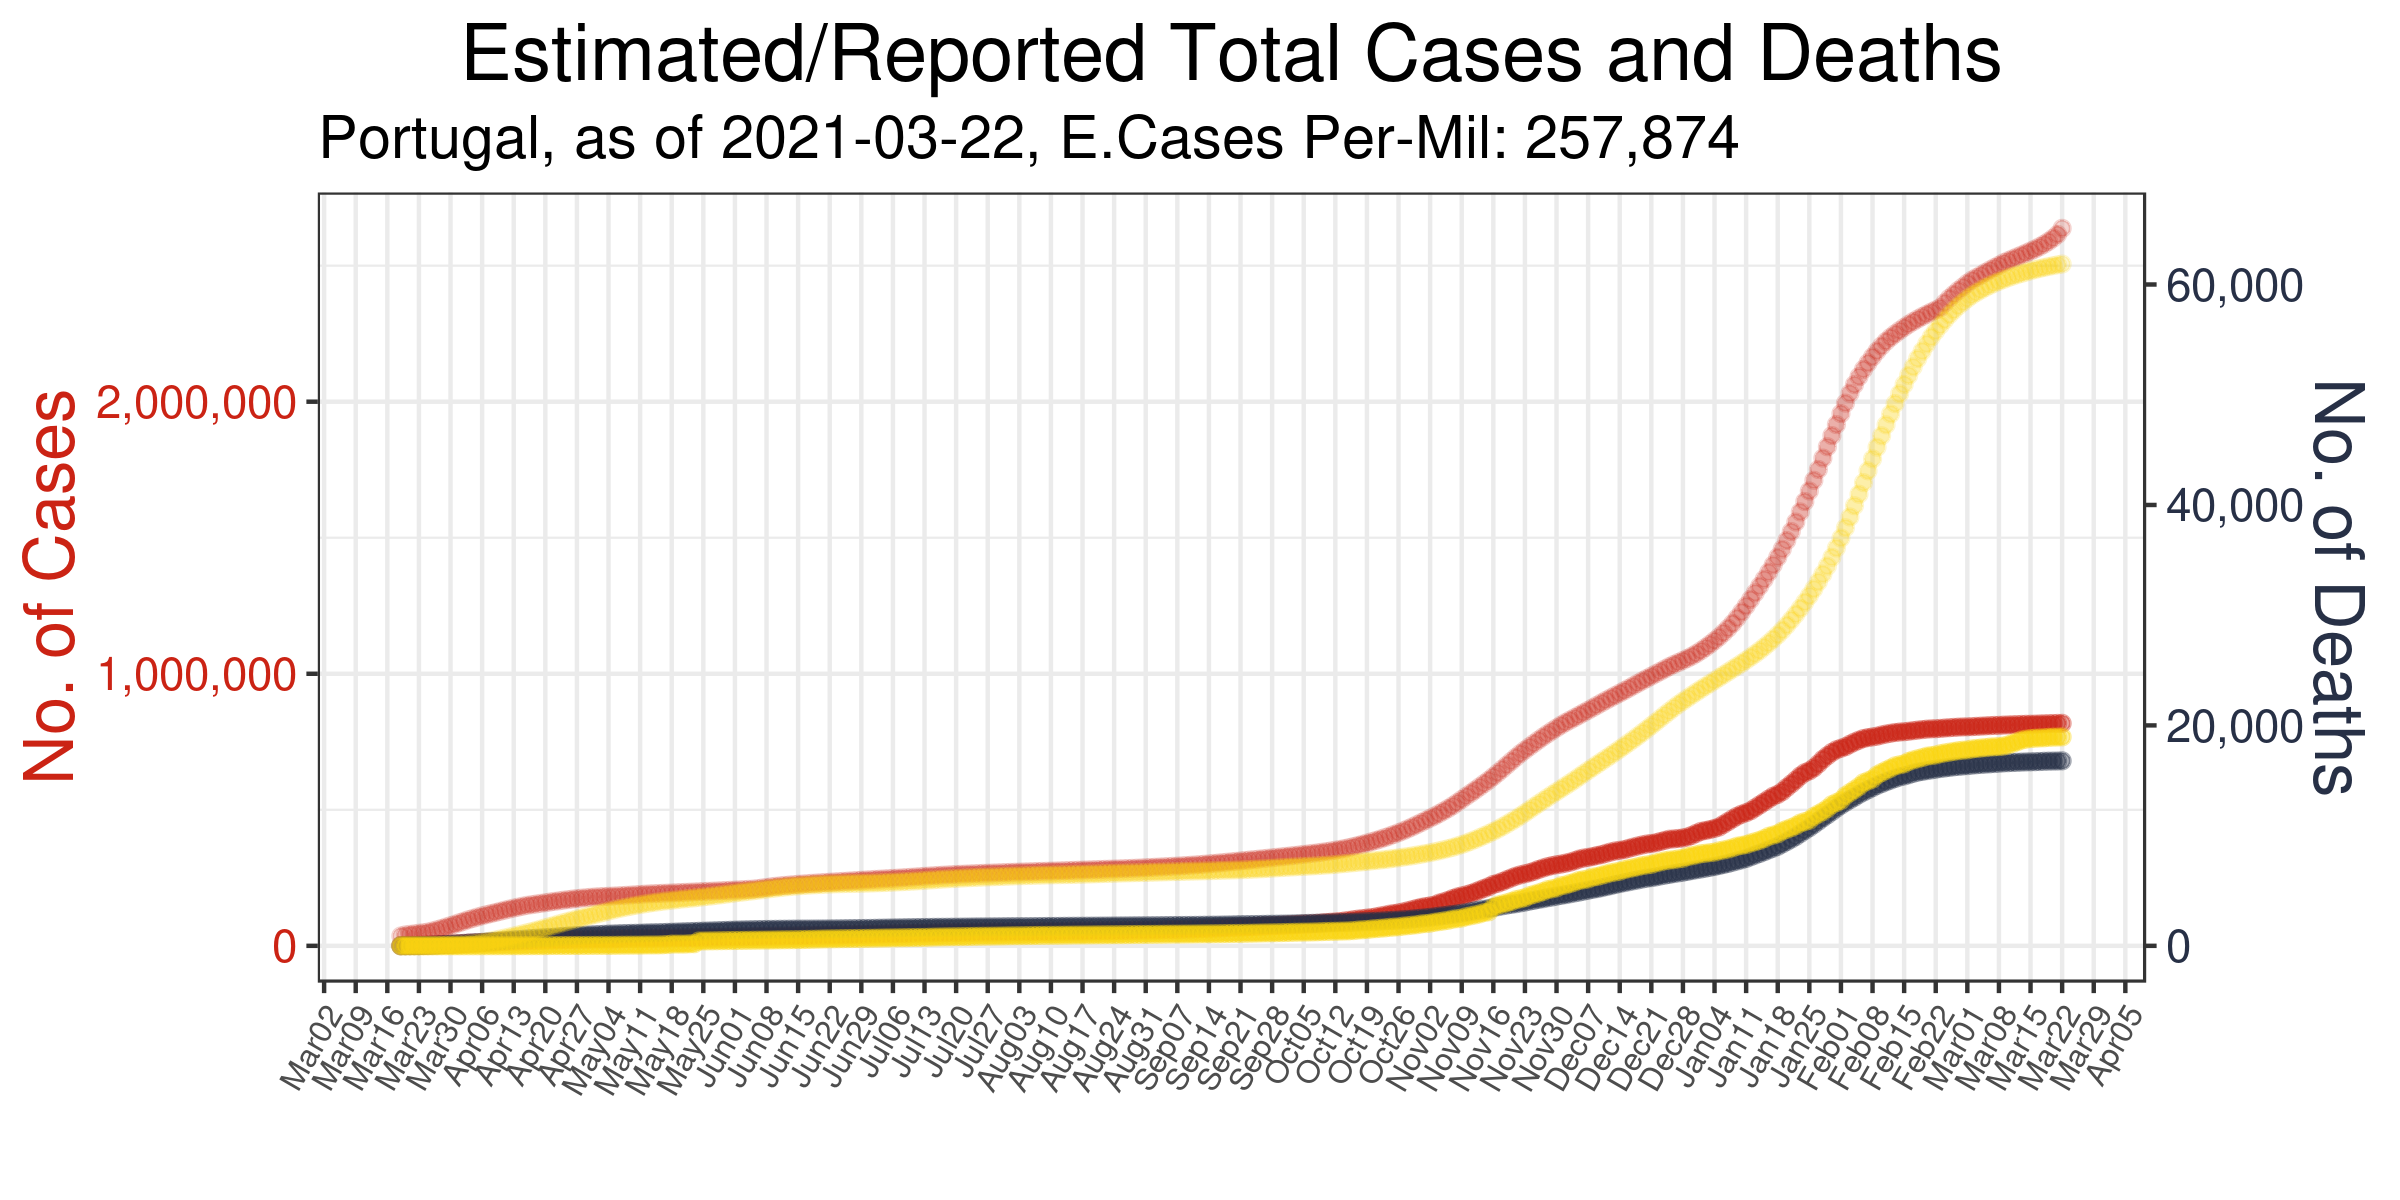 Estimated/Reported Total Cases and Deaths
Portugal, as of 2021-03-22, E.Cases Per-Mil: 257,874
No. of Cases
2,000,000
1,000,000
0
60,000
40,000
20,000
0
No. of Deaths
Mar02
Mar09
Mar16
Mar23
Mar30
Apr06
Apr13
Apr20
Apr27
May04
May11
May18
May25
Jun01
Jun08
Jun15
Jun22
Jun29
Jul06
Jul13
Jul20
Jul27
Aug03
Aug10
Aug17
Aug24
Aug31
Sep07
Sep14
Sep21
Sep28
Oct05
Oct12
Oct19
Oct26
Nov02
Nov09
Nov16
Nov23
Nov30
Dec07
Dec14
Dec21
Dec28
Jan04
Jan11
Jan18
Jan25
Feb01
Feb08
Feb15
Feb22
Mar01
Mar08
Mar15
Mar22
Mar29
Apr05